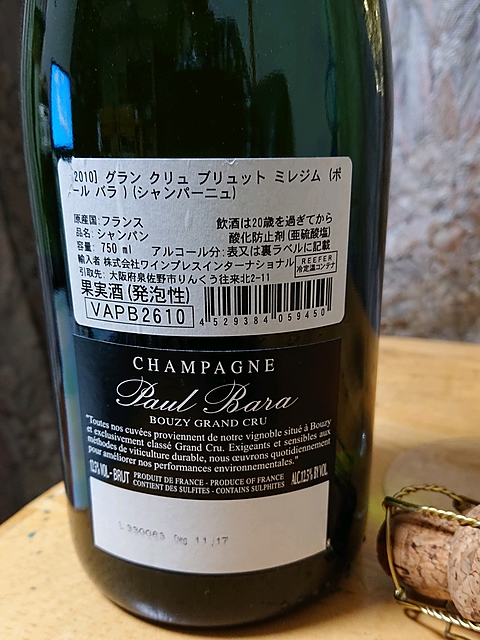 2010] グラン クリュ ブリュット ミレジム (ポ
ール バラ ) (シャンパーニュ)
原産国:フランス 飲酒は20歳を過ぎてから
品名:シャンパン 酸化防止剤(亜硫酸塩)
容量:750 ml アルコール分:表又は裏ラベルに記載
輸入者 株式会社ワインプレスインターナショナル REEFER
引取先: 大阪府泉佐野市りんくう往来北2-11 冷定温コンテナ
果実酒(発泡性)
VAPB2610 4 529384 059450
CHAMPAGNE
Paul Bara
BOUZY GRAND CRU
"Toutes nos cuvées proviennent de notre vignoble situé à Bouzy
et exclusivement classé Grand Cru. Exigeants et sensibles aux
méthodes de viticulture durable, nous œuvrons quotidiennement
pour améliorer nos performances environnementales."
12,5% VOL - BRUT PRODUIT DE FRANCE - PRODUCE OF FRANCE ALC.12.5% BY VOL
CONTIENT DES SULFITES - CONTAINS SULPHITES
11,17